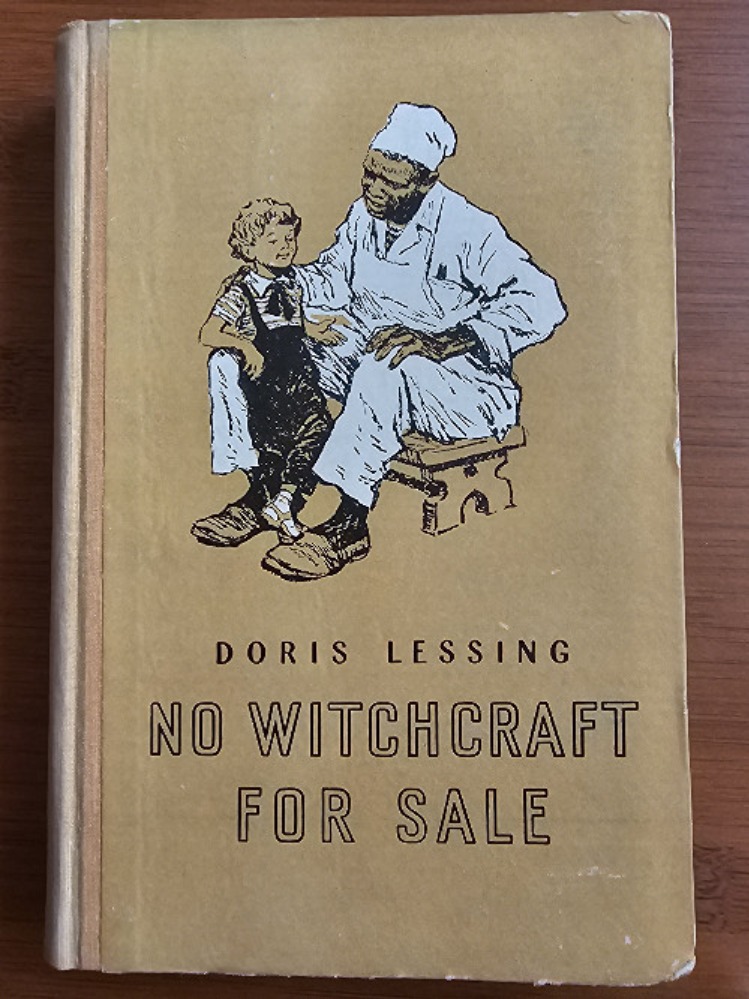 DORIS LESSING
NO WITCHCRAFT
FOR SALE